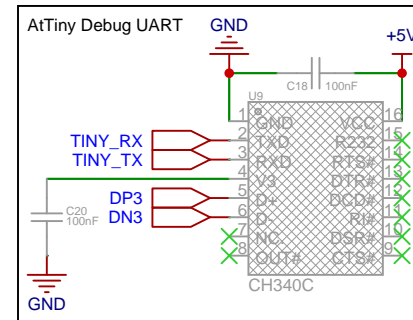 AtTiny Debug UART
GND
+5V
C18 100nF
U9
1 GND VCC 16
TINY_RX 2 TXD R232
TINY_TX 3 RXD RTS# 14
4 V3 DTR# 13
DP3 5 D+ DCD# 12
DN3 6 D- RI# 11
7 NC. DSR# 10
8 OUT# CTS# 9
C20
100nF
GND
CH340C